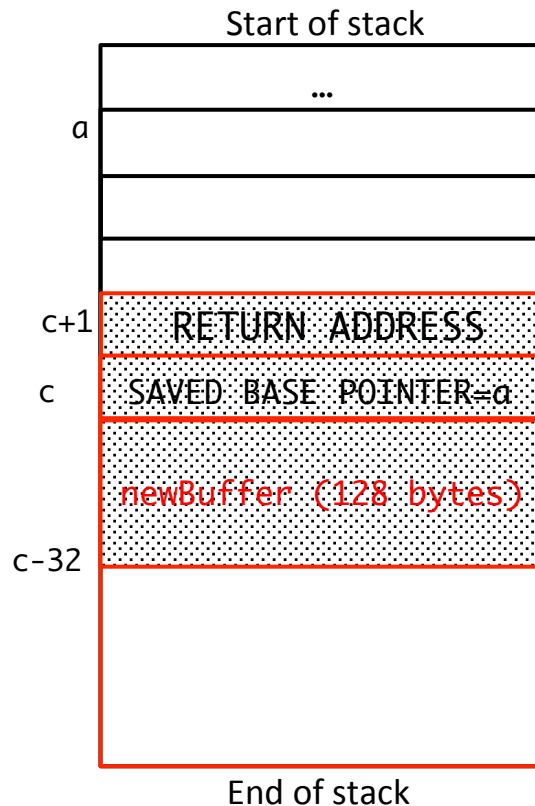 Start of stack
...
a
c+1 RETURN ADDRESS
c SAVED BASE POINTER=a
newBuffer (128 bytes)
c-32
End of stack